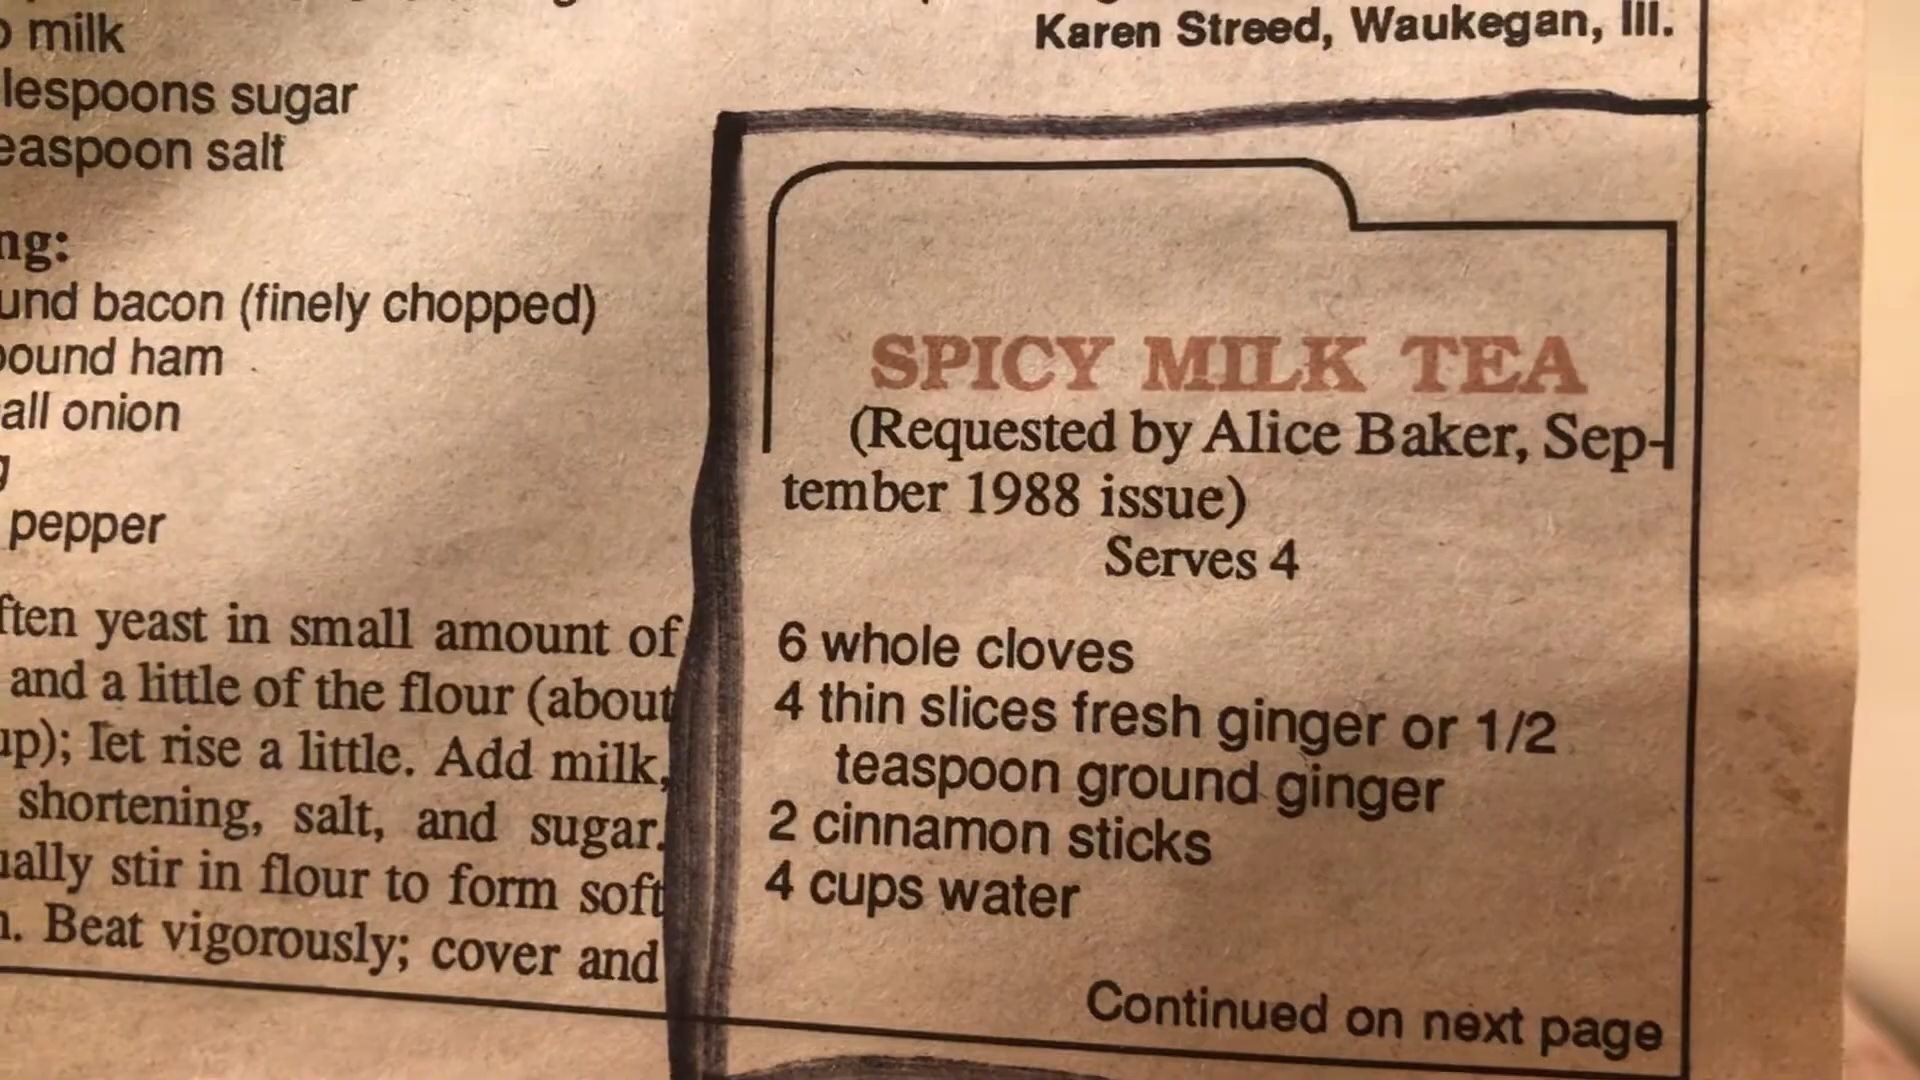 milk
lespoons sugar
easpoon salt
ng:
und bacon (finely chopped)
ound ham
all onion
pepper
ften yeast in small amount of
and a little of the flour (about
up); let rise a little. Add milk,
shortening, salt, and sugar.
ually stir in flour to form soft
Beat vigorously; cover and
Karen Streed, Waukegan, Ill.
SPICY MILK TEA
(Requested by Alice Baker, Sep-
tember 1988 issue)
Serves 4
6 whole cloves
4 thin slices fresh ginger or 1/2
teaspoon ground ginger
2 cinnamon sticks
4 cups water
Continued on next page